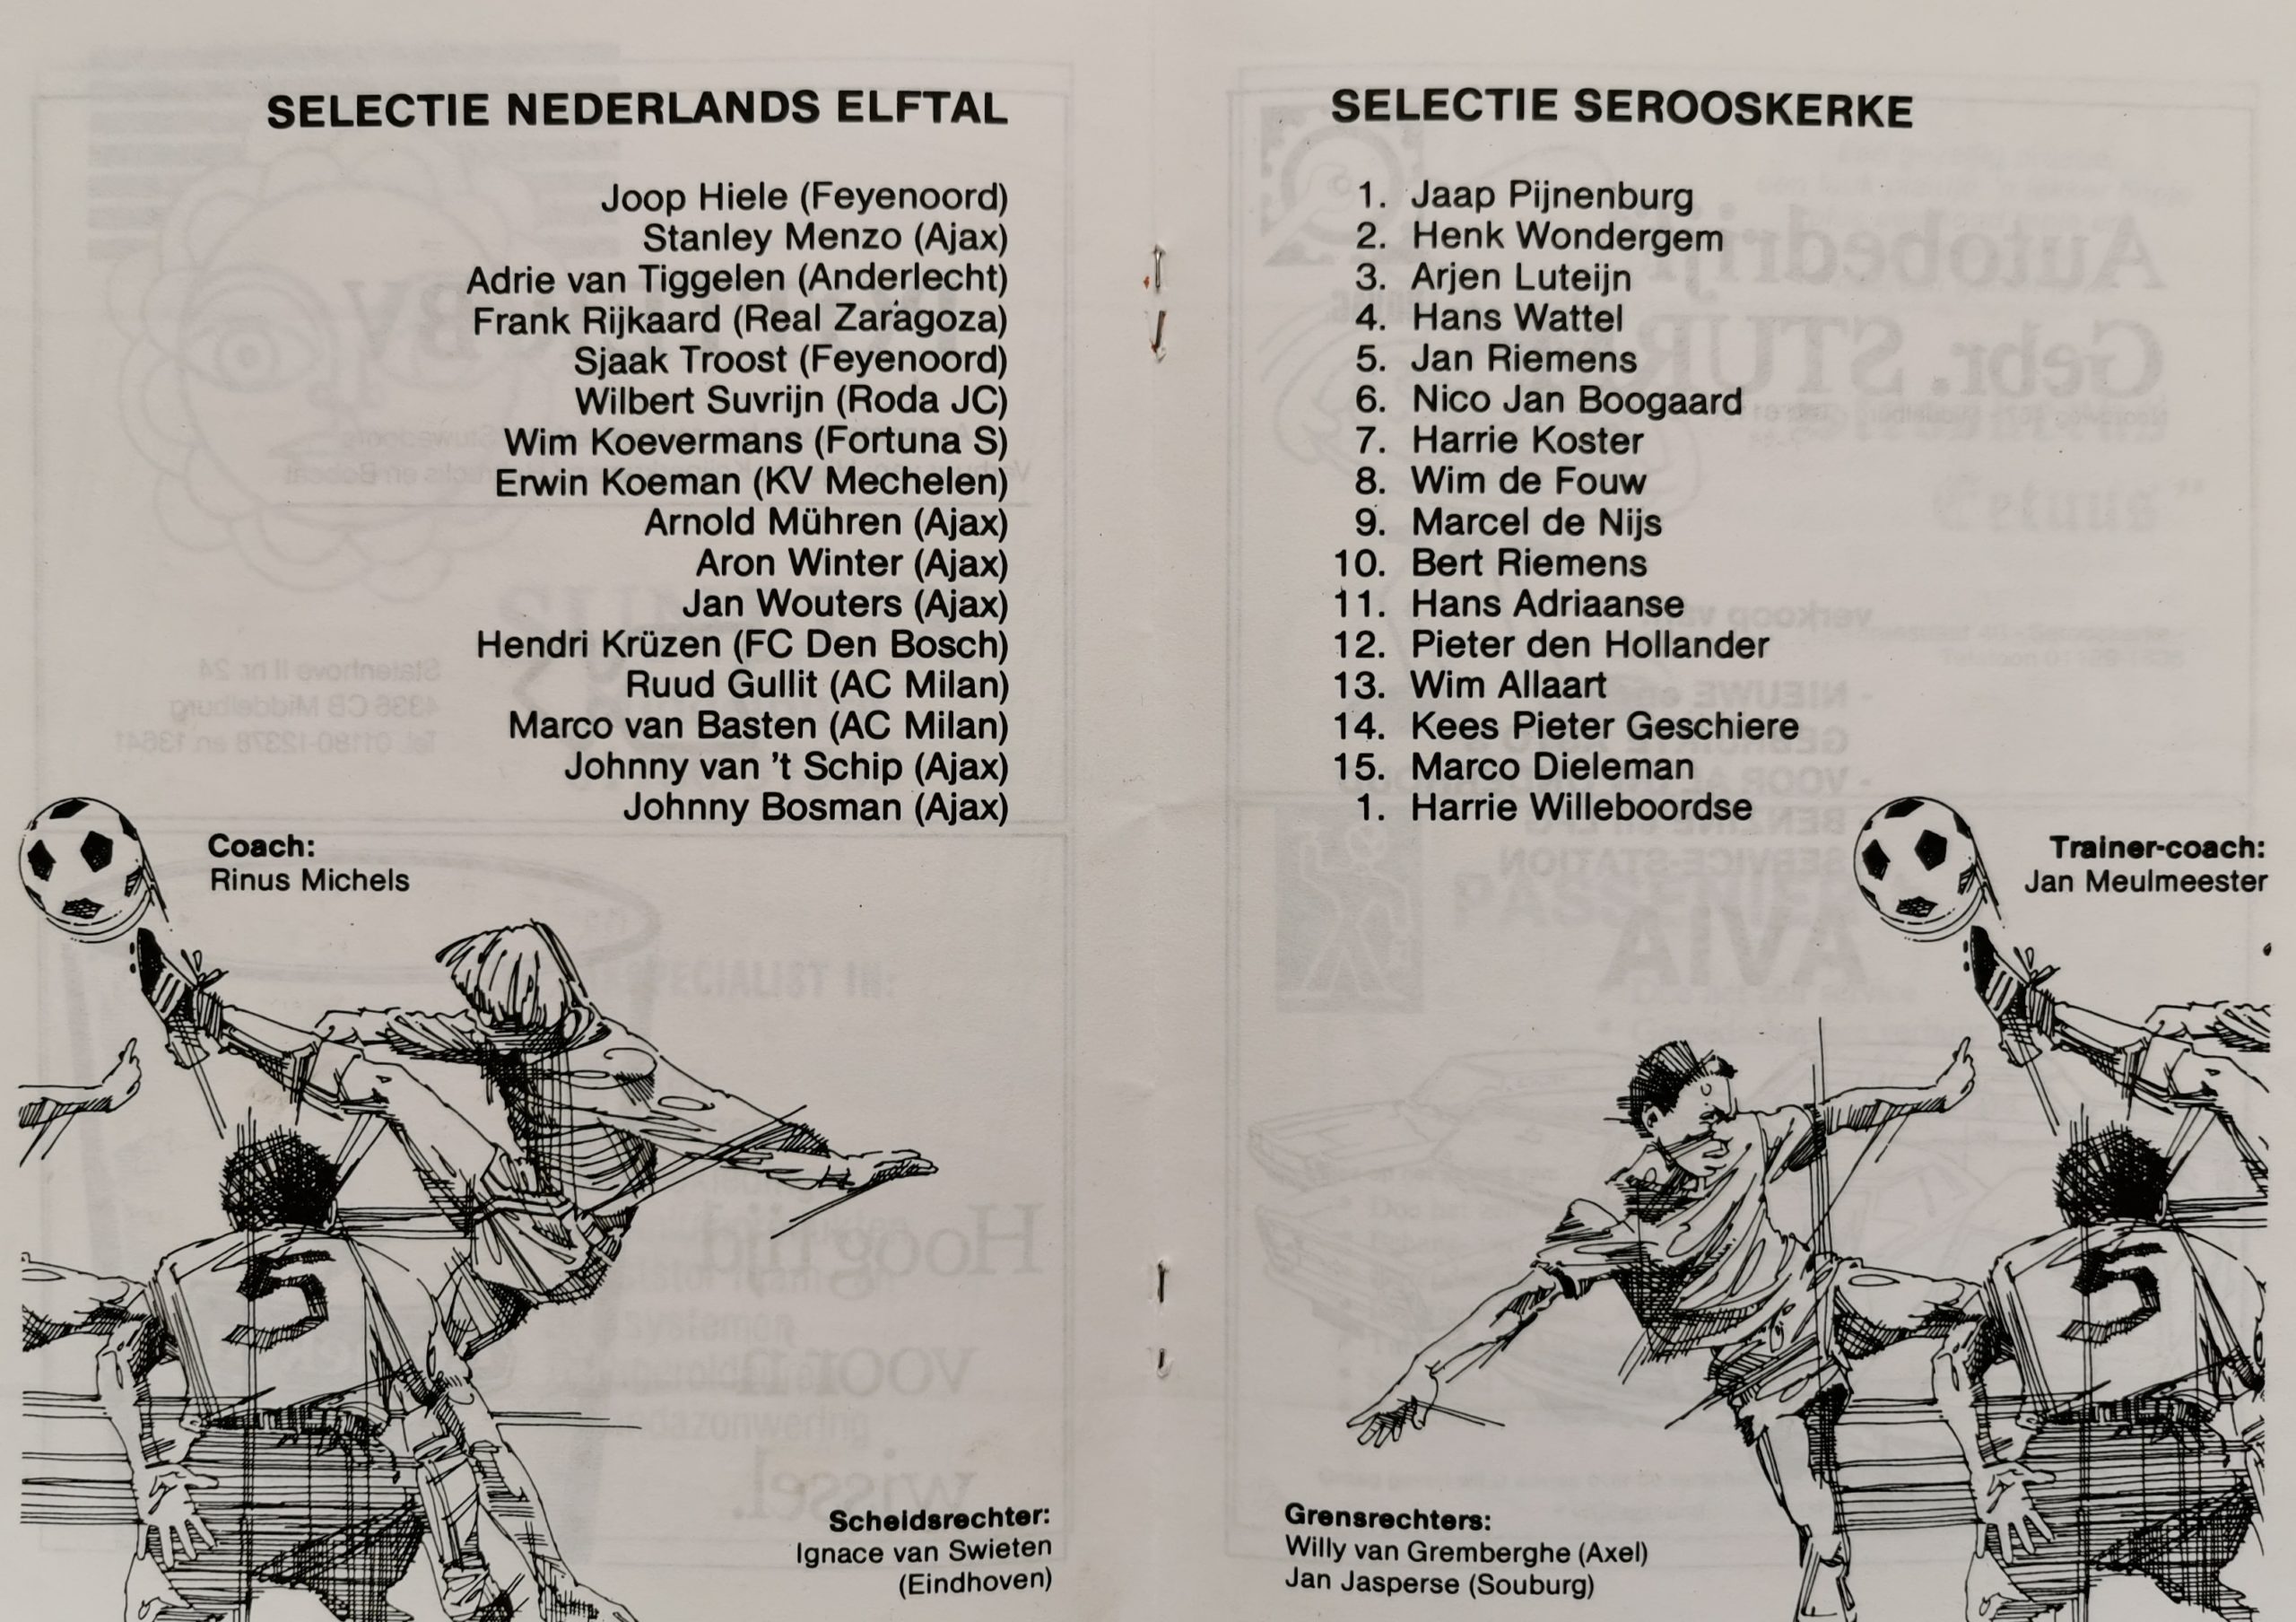 SELECTIE NEDERLANDS ELFTAL
Joop Hiele (Feyenoord)
Stanley Menzo (Ajax)
Adrie van Tiggelen (Anderlecht)
Frank Rijkaard (Real Zaragoza)
Sjaak Troost (Feyenoord)
Wilbert Suvrijn (Roda JC)
Wim Koevermans (Fortuna S)
Erwin Koeman (KV Mechelen)
Arnold Mühren (Ajax)
Aron Winter (Ajax)
Jan Wouters (Ajax)
Hendri Krüzen (FC Den Bosch)
Ruud Gullit (AC Milan)
Marco van Basten (AC Milan)
Johnny van 't Schip (Ajax)
Johnny Bosman (Ajax)
Coach:
Rinus Michels
5
Scheidsrechter:
Ignace van Swieten
(Eindhoven)
SELECTIE SEROOSKERKE
1. Jaap Pijnenburg
2. Henk Wondergem
3. Arjen Luteijn
4. Hans Wattel
5. Jan Riemens
6. Nico Jan Boogaard
7. Harrie Koster
8. Wim de Fouw
9. Marcel de Nijs
10. Bert Riemens
11. Hans Adriaanse
12. Pieter den Hollander
13. Wim Allaart
14. Kees Pieter Geschiere
15. Marco Dieleman
1. Harrie Willeboordse
Trainer-coach:
Jan Meulmeester
5
Grensrechters:
Willy van Gremberghe (Axel)
Jan Jasperse (Souburg)